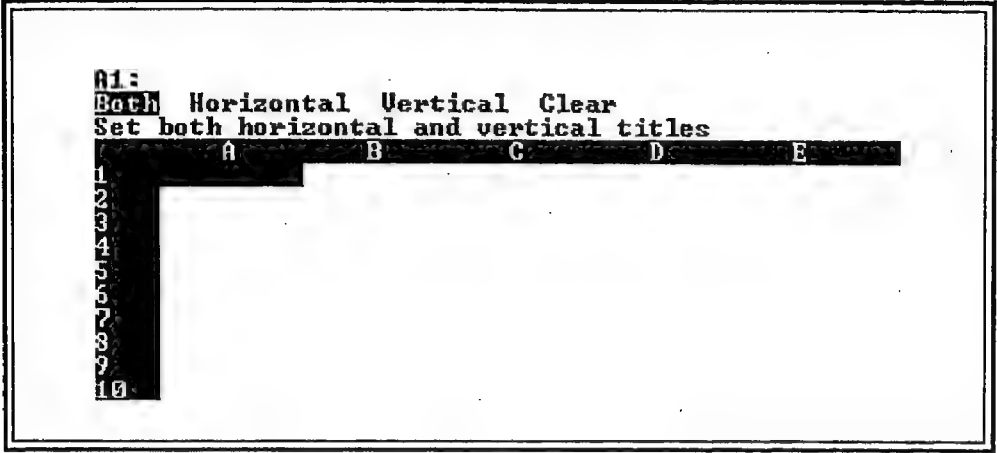 A1:
Both Horizontal Vertical Clear
Set both horizontal and vertical titles
A B C D E
1
2
3
4
5
6
7
8
9
10